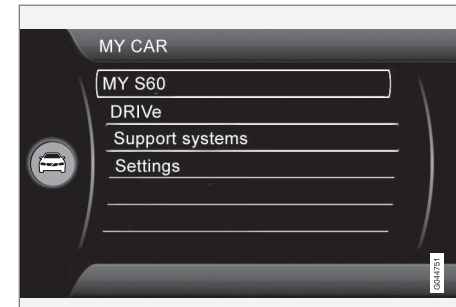 MY CAR
MY S60
DRIVe
Support systems
Settings
G044751